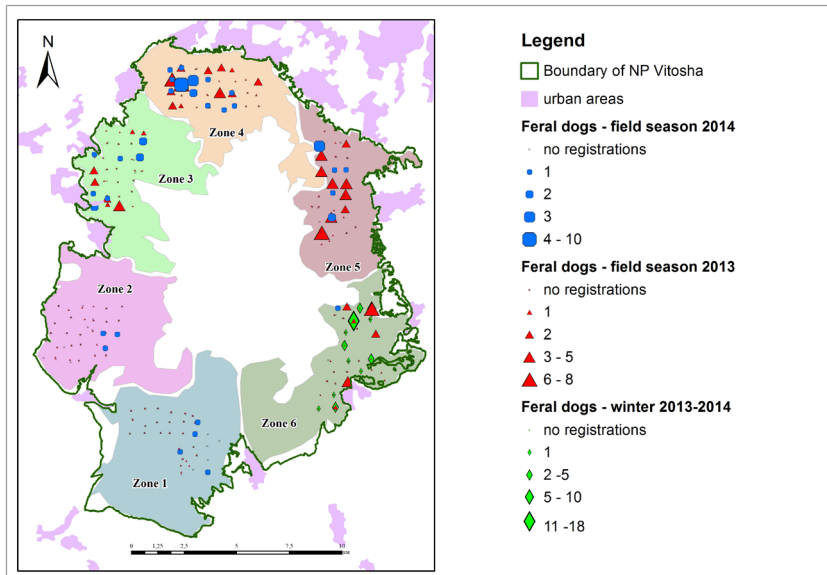 N
Zone 4
Zone 3
Zone 5
Zone 2
Zone 6
Zone 1
0 1,25 2,5 5 7,5 10
KM
Legend
Boundary of NP Vitosha
urban areas
Feral dogs - field season 2014
no registrations
1
2
3
4 - 10
Feral dogs - field season 2013
no registrations
1
2
3 - 5
6 - 8
Feral dogs - winter 2013-2014
no registrations
1
2 -5
5 - 10
11 -18